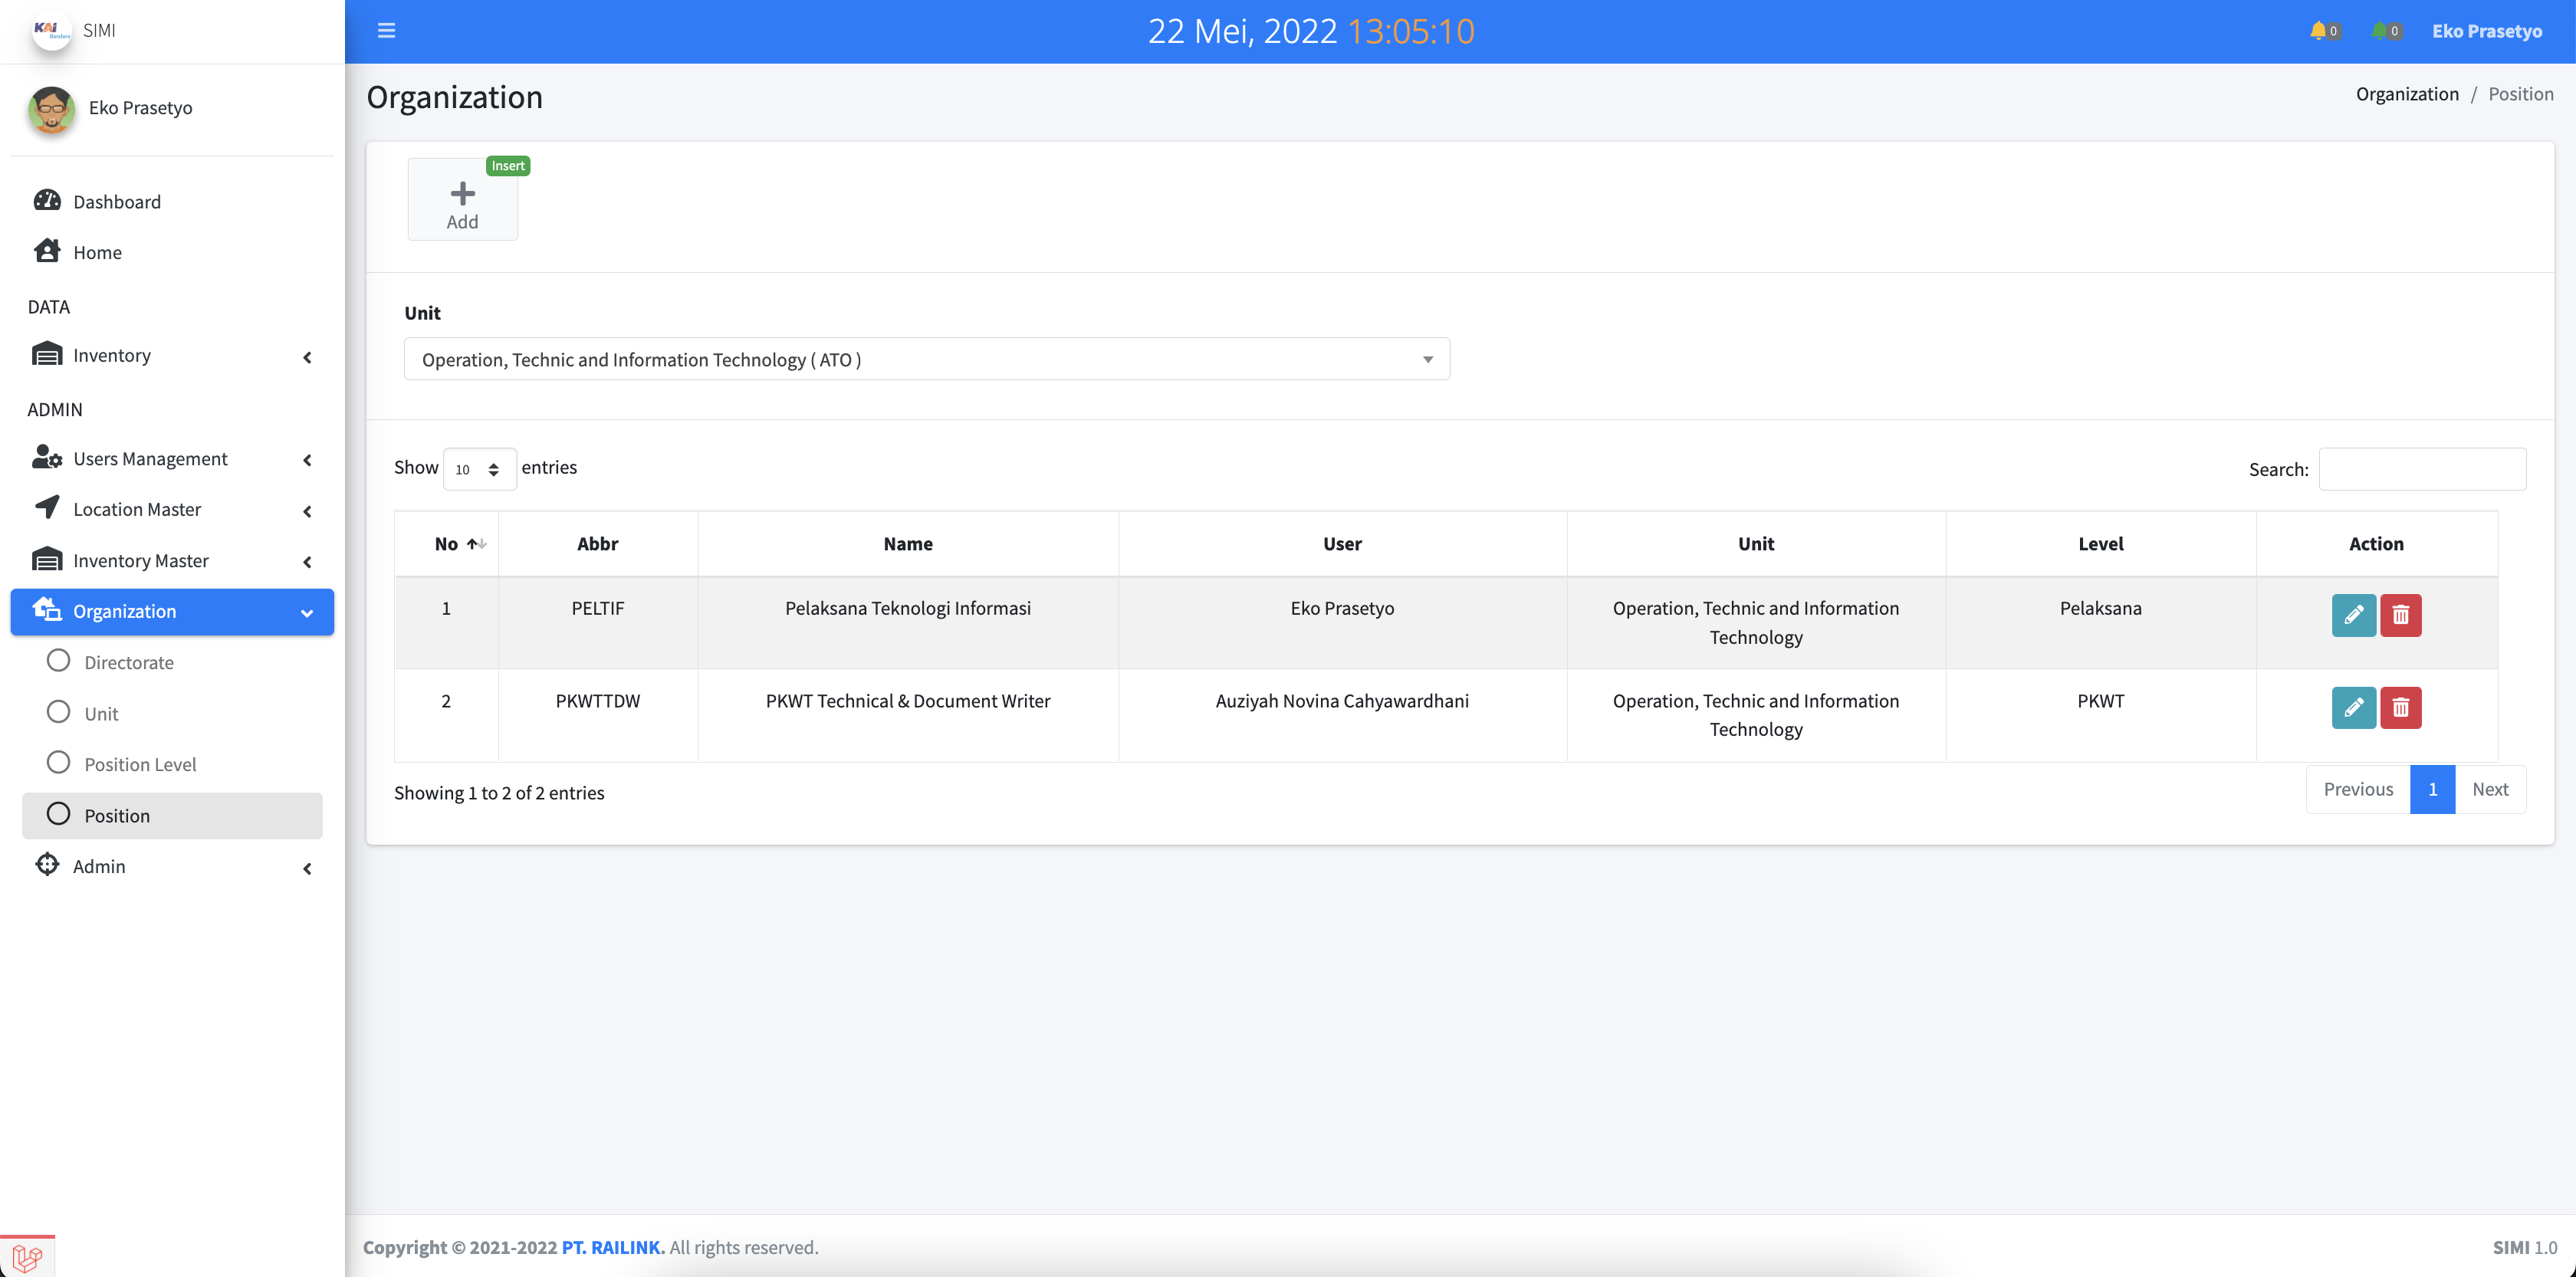 KAI Bandara
SIMI
22 Mei, 2022 13:05:10
0
0
Eko Prasetyo
Eko Prasetyo
Dashboard
Home
DATA
Inventory
ADMIN
Users Management
Location Master
Inventory Master
Organization
Directorate
Unit
Position Level
Position
Admin
Organization
Organization / Position
Insert
Add
Unit
Operation, Technic and Information Technology ( ATO )
Show 10 entries
Search:
No Abbr Name User Unit Level Action
1 PELTIF Pelaksana Teknologi Informasi Eko Prasetyo Operation, Technic and Information Technology Pelaksana
2 PKWTTDW PKWT Technical & Document Writer Auziyah Novina Cahyawardhani Operation, Technic and Information Technology PKWT
Showing 1 to 2 of 2 entries
Previous 1 Next
Copyright © 2021-2022 PT. RAILINK. All rights reserved.
SIMI 1.0